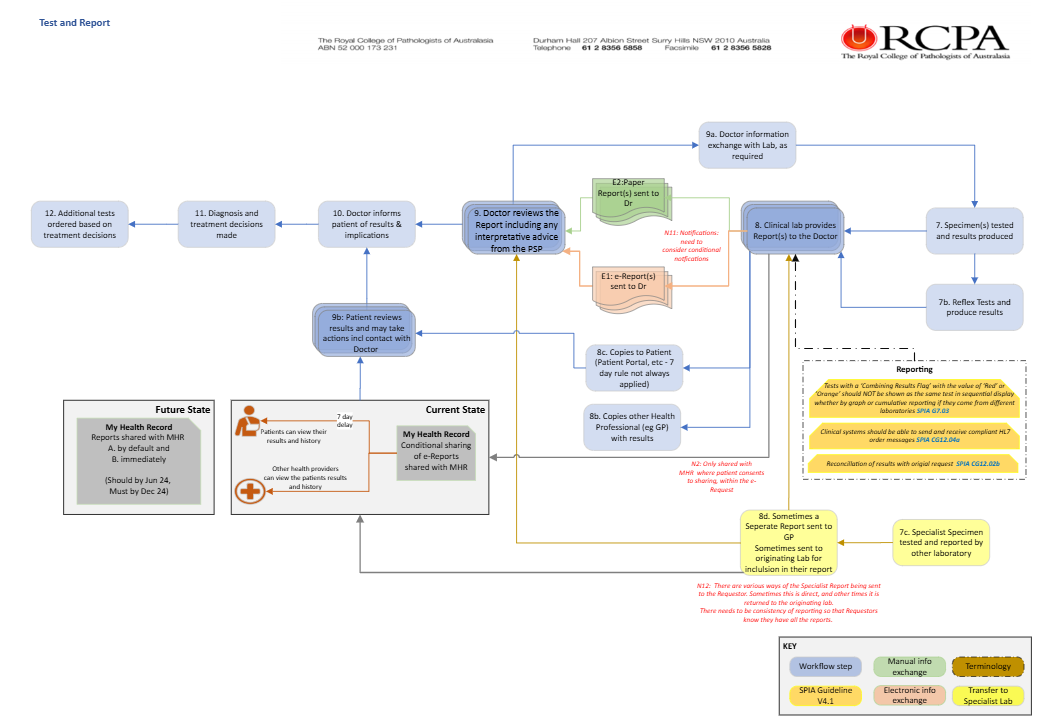 Test and Report
The Royal College of Pathologists of Australasia
ABN 52 000 173 231
Durham Hall 207 Albion Street Surry Hills NSW 2010 Australia
Telephone 61 2 8356 5858 Facsimile 61 2 8356 5828
RCPA
The Royal College of Pathologists of Australasia
9a. Doctor information
exchange with Lab, as
required
12. Additional tests
ordered based on
treatment decisions
11. Diagnosis and
treatment decisions
made
10. Doctor informs
patient of results &
implications
9. Doctor reviews the
Report including any
interpretative advice
from the PSP
E2:Paper
Report(s) sent to
Dr
N11: Notifications:
need to
consider conditional
notfications
8. Clinical lab provides
Report(s) to the Doctor
7. Specimen(s) tested
and results produced
E1: e-Report(s)
sent to Dr
7b. Reflex Tests and
produce results
9b: Patient reviews
results and may take
actions incl contact with
Doctor
8c. Copies to Patient
(Patient Portal, etc - 7
day rule not always
applied)
8b. Copies other Health
Professional (eg GP)
with results
Reporting
Tests with a 'Combining Results Flag' with the value of 'Red' or
'Orange' should NOT be shown as the same test in sequential display
whether by graph or cumulative reporting if they come from different
laboratories SPIA G7.03
Clinical systems should be able to send and receive compliant HL7
order messages SPIA CG12.04a
Reconciliation of results with origial request SPIA CG12.02b
Future State
My Health Record
Reports shared with MHR
A. by default and
B. immediately
(Should by Jun 24,
Must by Dec 24)
Current State
7 day
delay
Patients can view their
results and history
My Health Record
Conditional sharing
of e-Reports
shared with MHR
Other health providers
can view the patients results
and history
N2: Only shared with
MHR where patient consents
to sharing, within the e-
Request
8d. Sometimes a
Seperate Report sent to
GP
Sometimes sent to
originating Lab for
inclulsion in their report
7c. Specialist Specimen
tested and reported by
other laboratory
N12: There are various ways of the Specialist Report being sent
to the Requestor. Sometimes this is direct, and other times it is
returned to the originating lab.
There needs to be consistency of reporting so that Requestors
know they have all the reports.
KEY
Workflow step
Manual info
exchange
Terminology
SPIA Guideline
V4.1
Electronic info
exchange
Transfer to
Specialist Lab